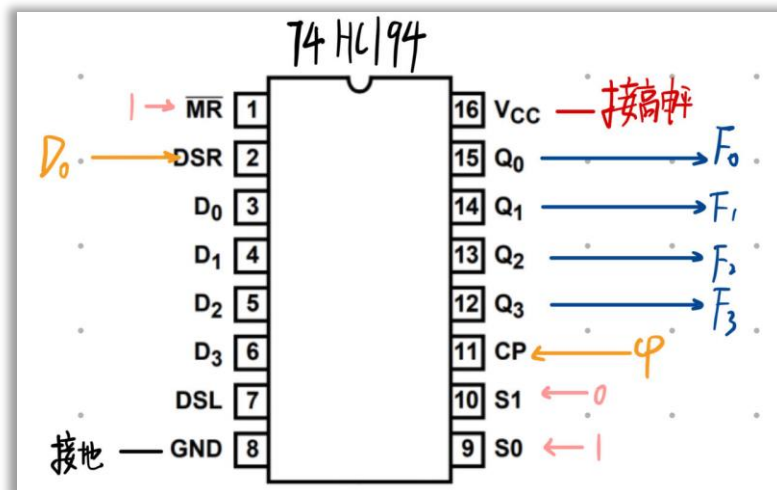 74HC194
1 MR 1 16 VCC 接高电平
D₀ DSR 2 15 Q₀ F₀
D₀ 3 14 Q₁ F₁
D₁ 4 13 Q₂ F₂
D₂ 5 12 Q₃ F₃
D₃ 6 11 CP φ
DSL 7 10 S1 0
接地 GND 8 9 S0 1